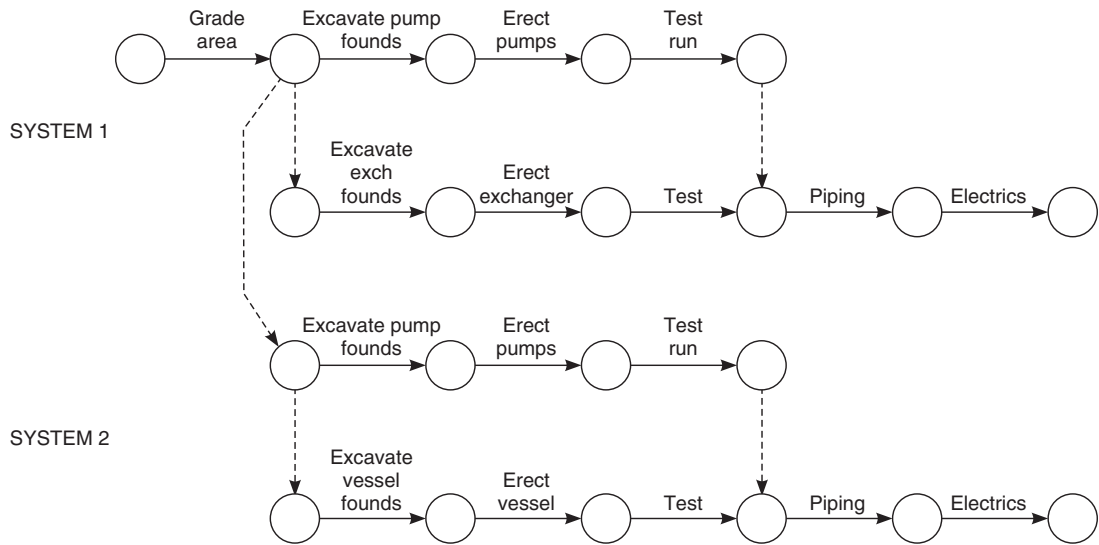 Grade
area
Excavate pump
founds
Erect
pumps
Test
run
SYSTEM 1
Excavate
exch
founds
Erect
exchanger
Test
Piping
Electrics
Excavate pump
founds
Erect
pumps
Test
run
SYSTEM 2
Excavate
vessel
founds
Erect
vessel
Test
Piping
Electrics